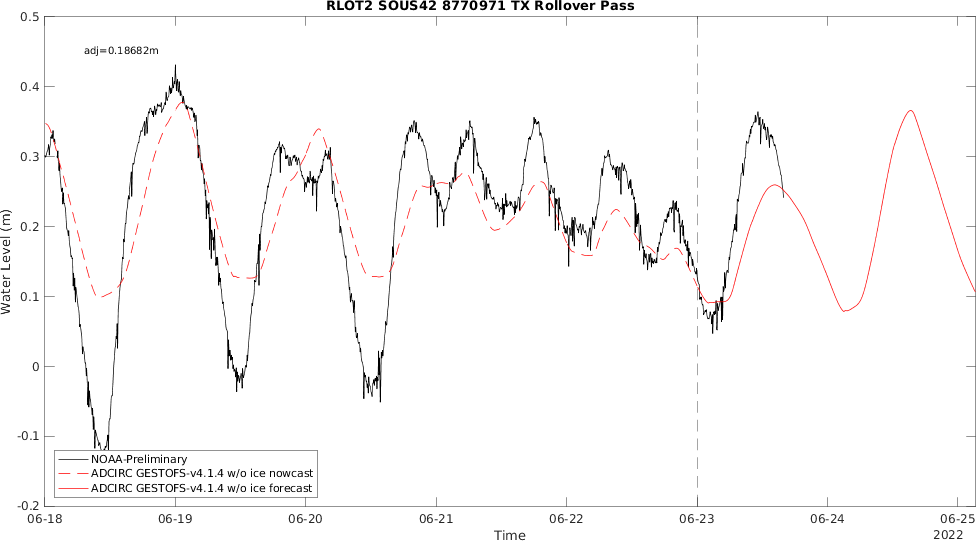 RLOT2 SOUS42 8770971 TX Rollover Pass
adj=0.18682m
0.5
0.4
0.3
0.2
0.1
0
-0.1
-0.2
Water Level (m)
NOAA-Preliminary
ADCIRC GESTOFS-v4.1.4 w/o ice nowcast
ADCIRC GESTOFS-v4.1.4 w/o ice forecast
06-18 06-19 06-20 06-21 06-22 06-23 06-24 06-25
Time
2022